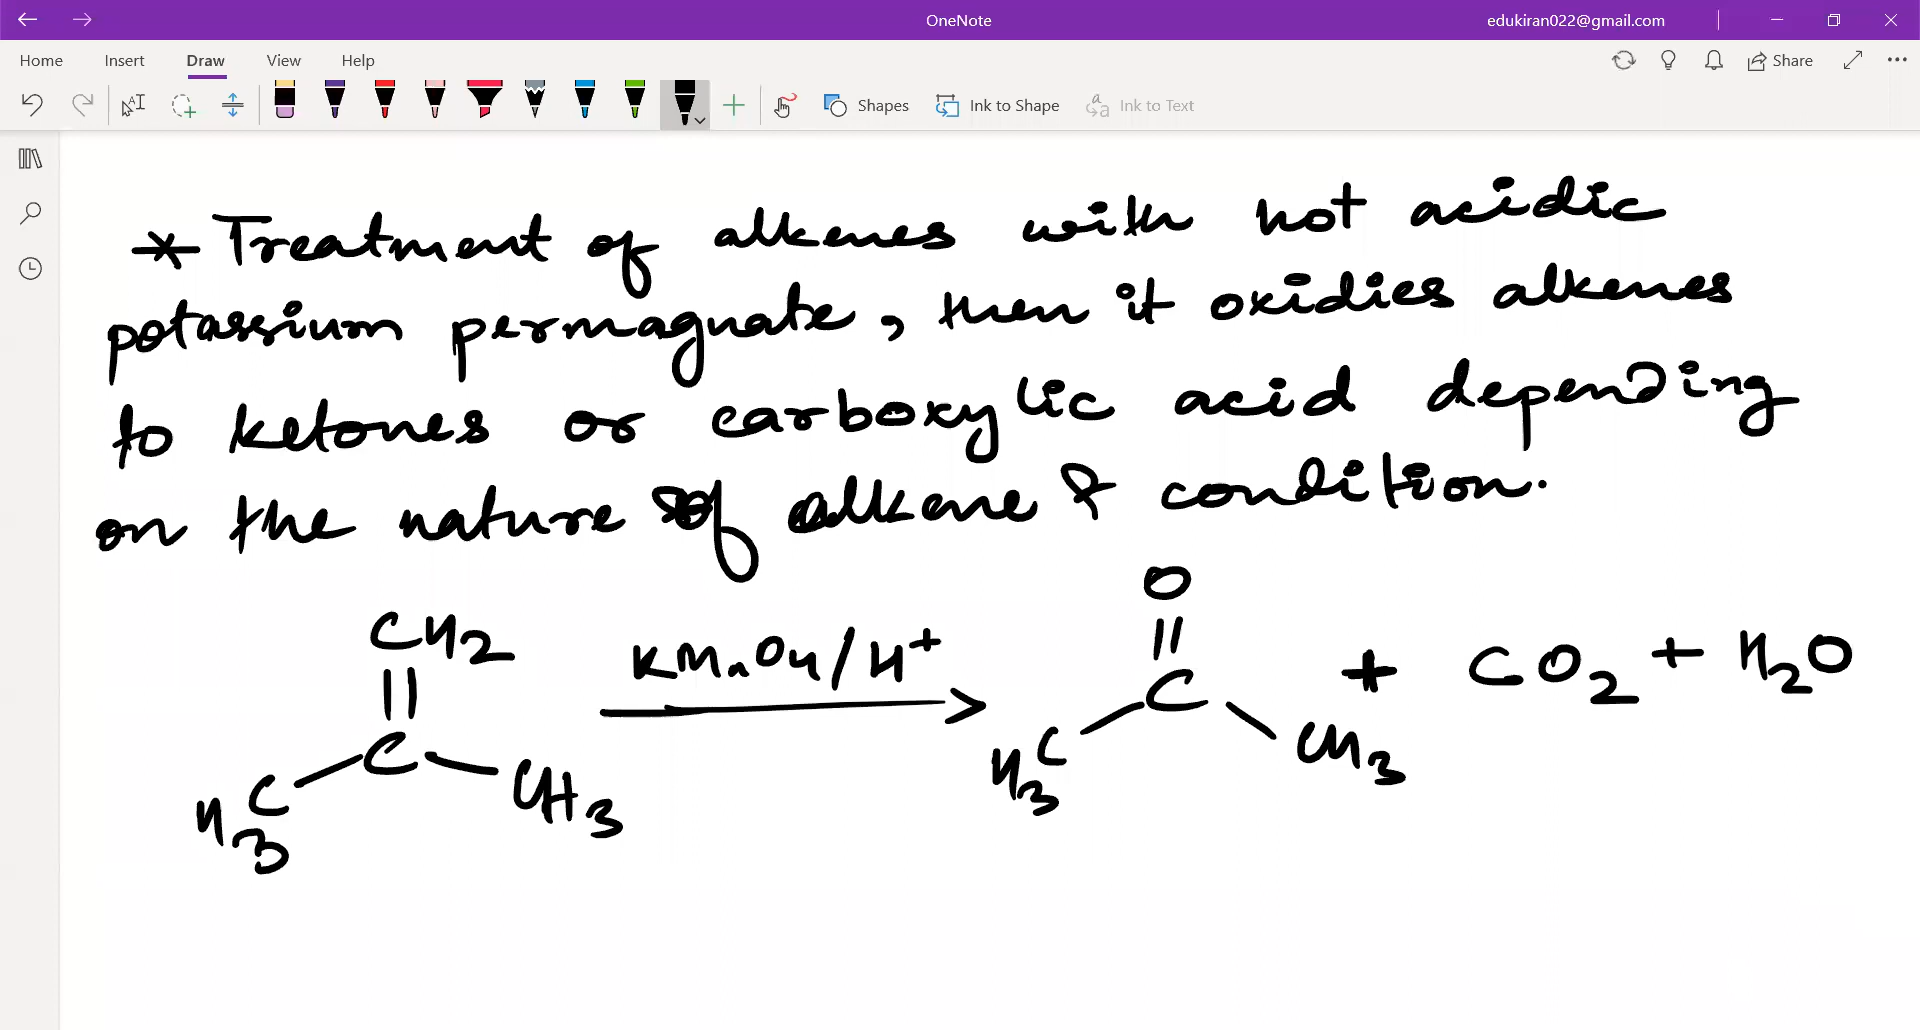 OneNote
edukiran022@gmail.com
Home Insert Draw View Help
Share
Shapes Ink to Shape Ink to Text
* Treatment of alkenes with hot acidic
potassium permagnate, then it oxidies alkenes
to ketones or carboxylic acid depending
on the nature of alkene & condition.
CH2
||
H3C C CH3
KMnO4/H+
O
||
H3C C CH3
+ CO2 + H2O